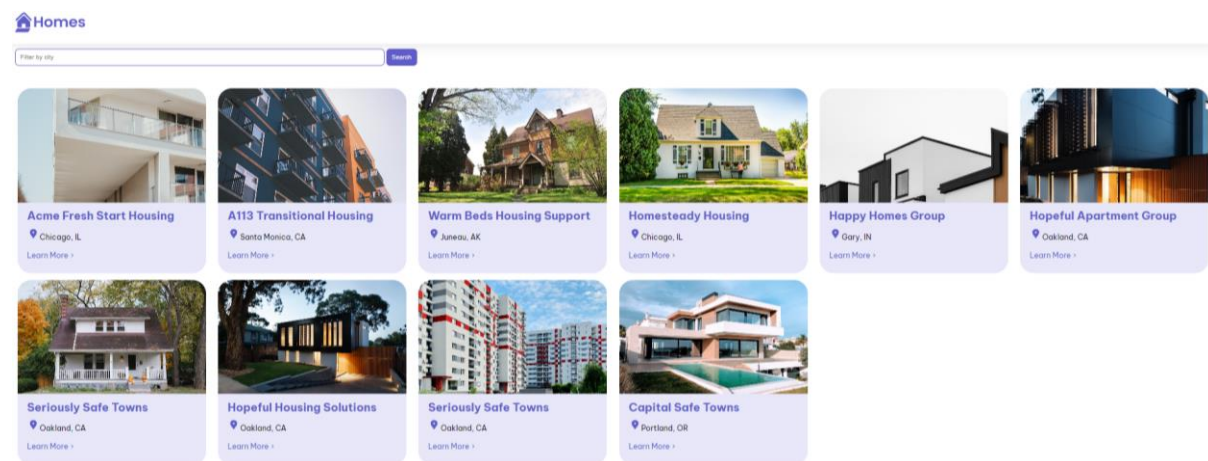 Homes
Filter by city
Search
Acme Fresh Start Housing
Chicago, IL
Learn More ›
A113 Transitional Housing
Santa Monica, CA
Learn More ›
Warm Beds Housing Support
Juneau, AK
Learn More ›
Homesteady Housing
Chicago, IL
Learn More ›
Happy Homes Group
Gary, IN
Learn More ›
Hopeful Apartment Group
Oakland, CA
Learn More ›
Seriously Safe Towns
Oakland, CA
Learn More ›
Hopeful Housing Solutions
Oakland, CA
Learn More ›
Seriously Safe Towns
Oakland, CA
Learn More ›
Capital Safe Towns
Portland, OR
Learn More ›